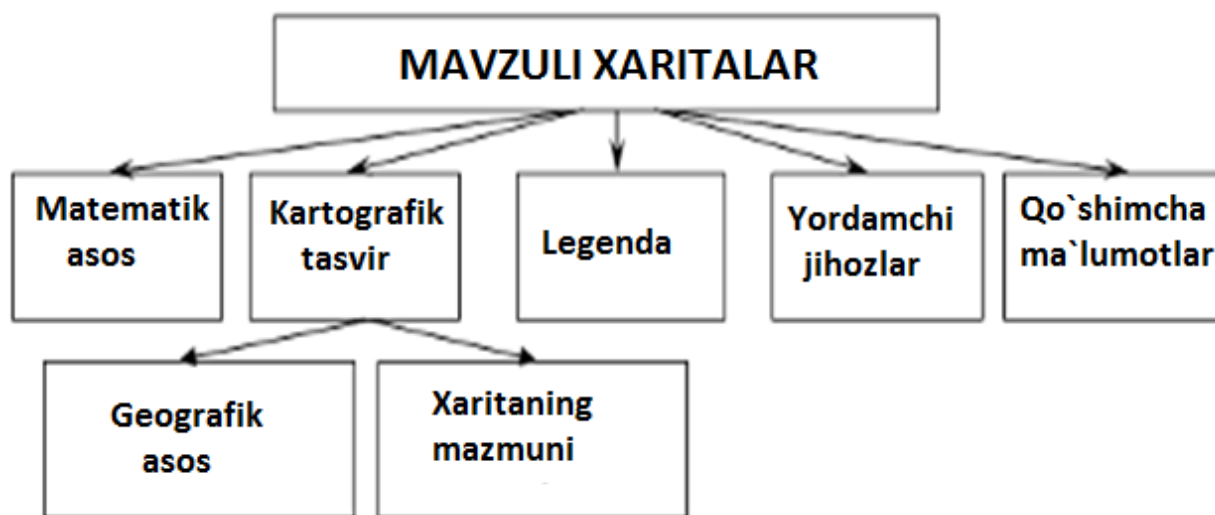 MAVZULI XARITALAR
Matematik
asos
Kartografik
tasvir
Legenda
Yordamchi
jihozlar
Qo`shimcha
ma`lumotlar
Geografik
asos
Xaritaning
mazmuni